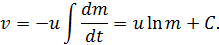 v = −u ∫ dm/dt = u ln m + C.